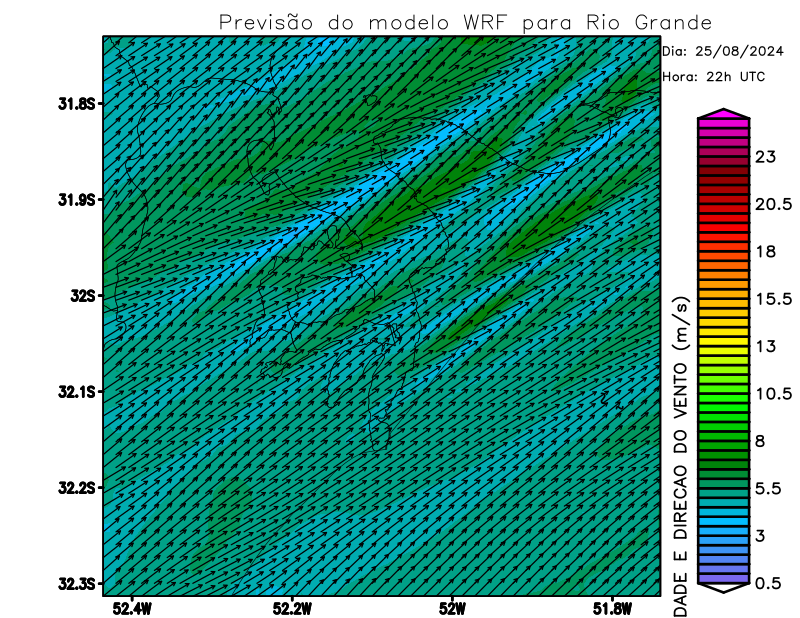 Previsão do modelo WRF para Rio Grande
Dia: 25/08/2024
Hora: 22h UTC
31.8S
31.9S
32S
32.1S
32.2S
32.3S
52.4W
52.2W
52W
51.8W
23
20.5
18
15.5
13
10.5
8
5.5
3
0.5
DADE E DIRECAO DO VENTO (m/s)